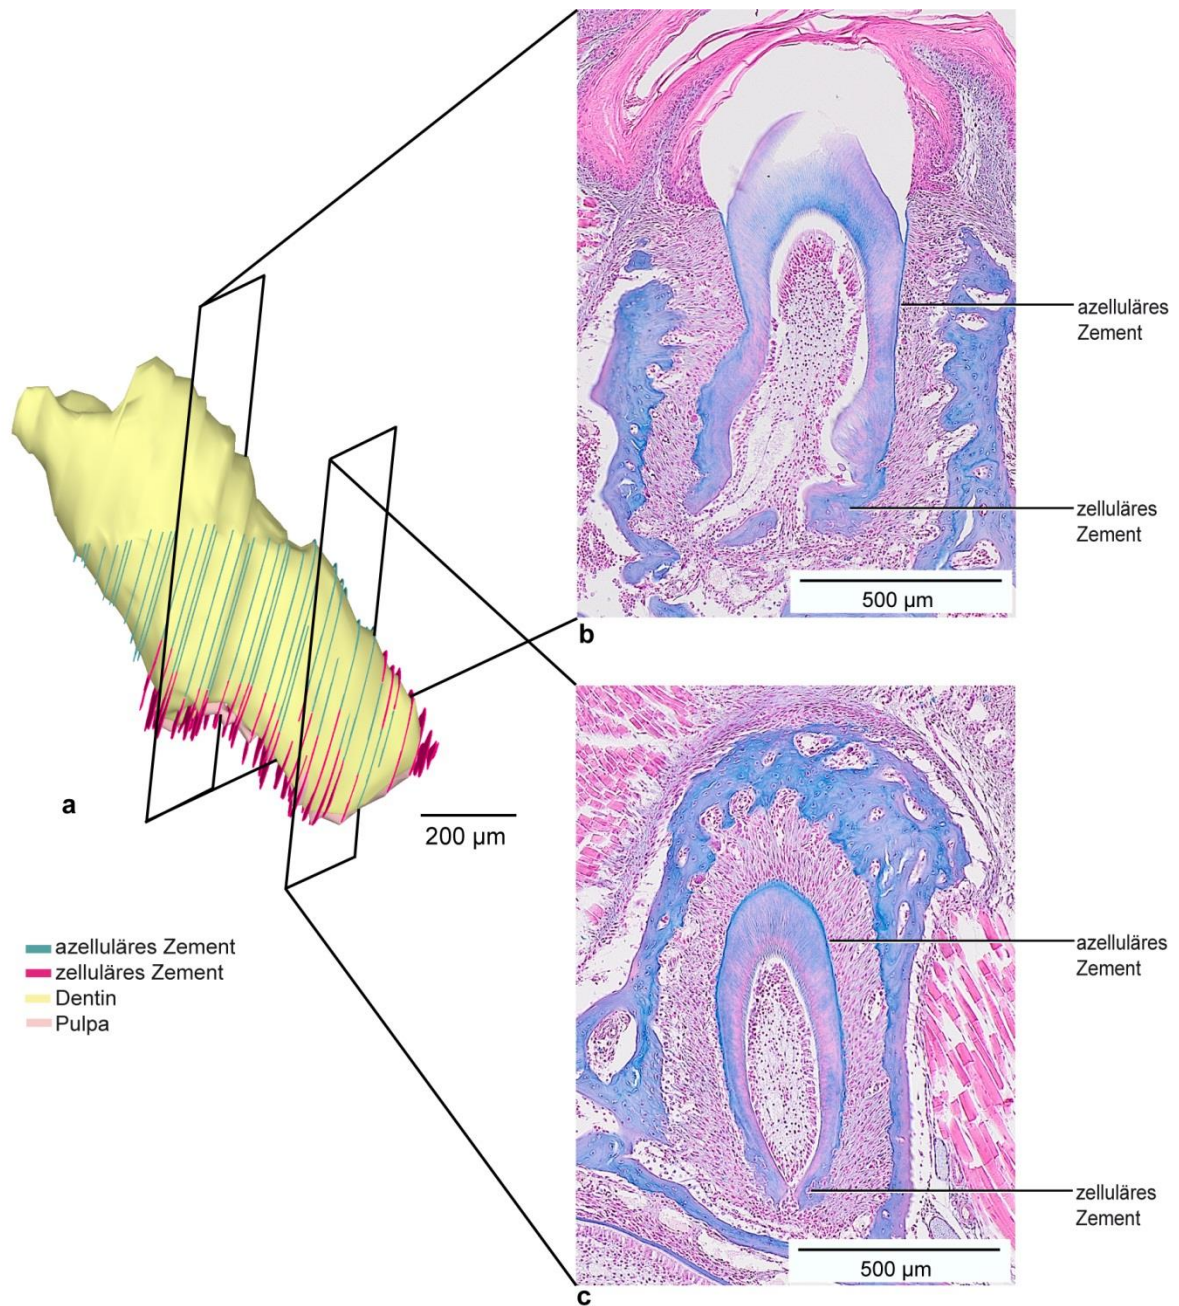 azelluläres
Zement
zelluläres
Zement
500 µm
b
a
200 µm
azelluläres Zement
zelluläres Zement
Dentin
Pulpa
azelluläres
Zement
zelluläres
Zement
500 µm
c